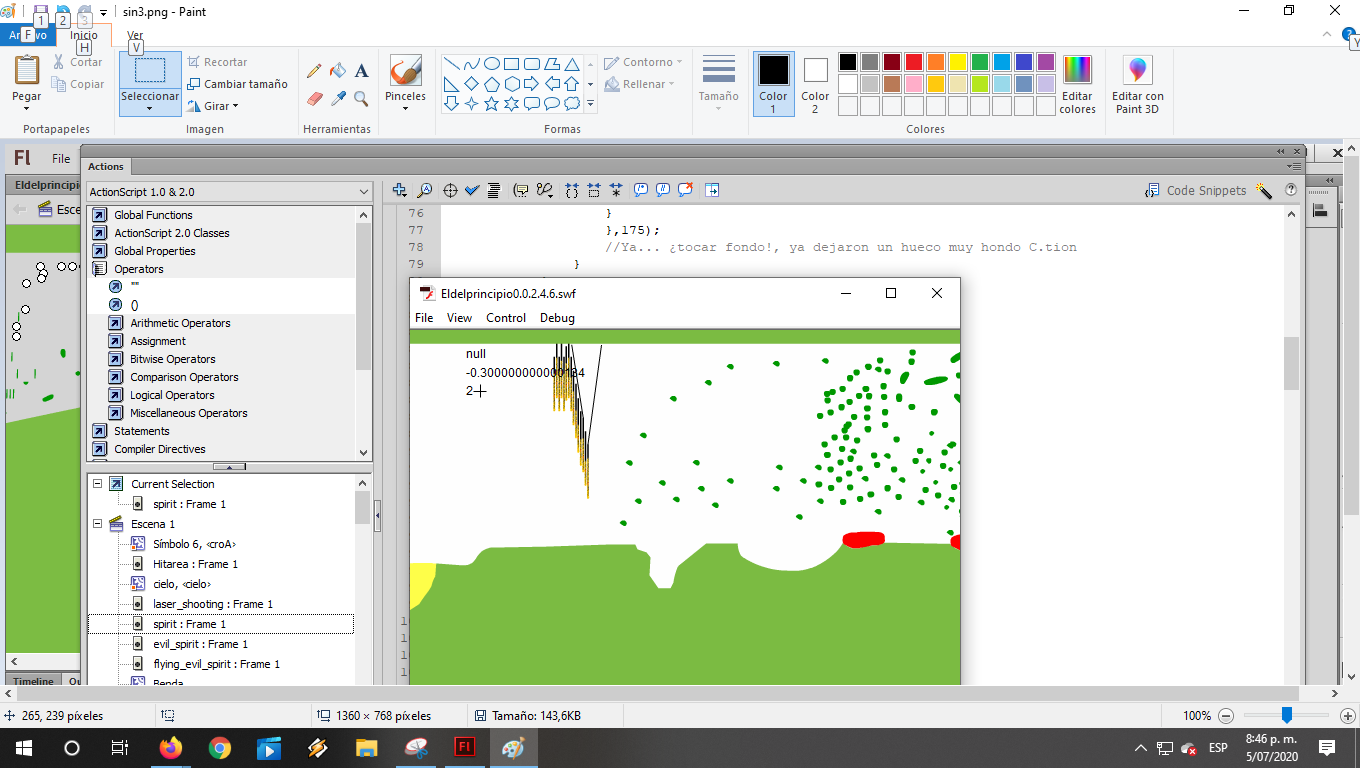 1 2 3 sin3.png - Paint
F Inicio Ver
H V Y
Pegar
Cortar
Copiar
Portapapeles
Seleccionar
Recortar
Cambiar tamaño
Girar
Imagen
A
Herramientas
Pinceles
Contorno
Rellenar
Formas
Tamaño
Color 1
Color 2
Editar colores
Editar con Paint 3D
Colores
Fl File
Eldelprincipio
Esce
Timeline Ou
Actions
ActionScript 1.0 & 2.0
Code Snippets
Global Functions
ActionScript 2.0 Classes
Global Properties
Operators
""
()
Arithmetic Operators
Assignment
Bitwise Operators
Comparison Operators
Logical Operators
Miscellaneous Operators
Statements
Compiler Directives
Current Selection
spirit : Frame 1
Escena 1
Símbolo 6, <croA>
Hitarea : Frame 1
cielo, <cielo>
laser_shooting : Frame 1
spirit : Frame 1
evil_spirit : Frame 1
flying_evil_spirit : Frame 1
Benda
76 }
77 },175);
78 //Ya... ¿tocar fondo!, ya dejaron un hueco muy hondo C.tion
79 }
Eldelprincipio0.0.2.4.6.swf
File View Control Debug
null
-0.300000000000184
2
265, 239 píxeles
1360 × 768 píxeles
Tamaño: 143,6KB
100%
Fl
ESP
8:46 p. m.
5/07/2020